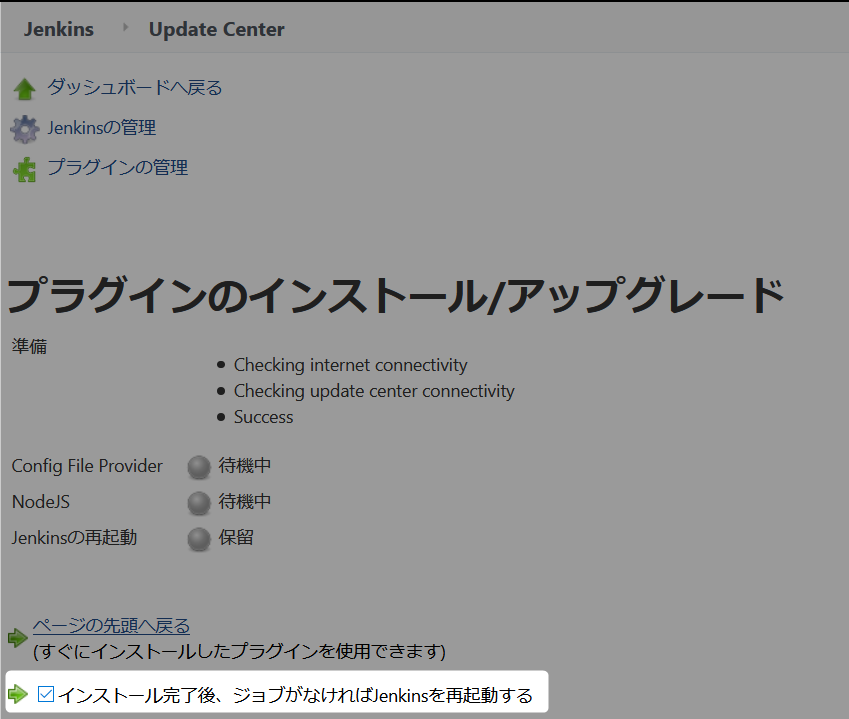 Jenkins Update Center
ダッシュボードへ戻る
Jenkinsの管理
プラグインの管理
プラグインのインストール/アップグレード
準備
Checking internet connectivity
Checking update center connectivity
Success
Config File Provider 待機中
NodeJS 待機中
Jenkinsの再起動 保留
ページの先頭へ戻る
(すぐにインストールしたプラグインを使用できます)
インストール完了後、ジョブがなければJenkinsを再起動する